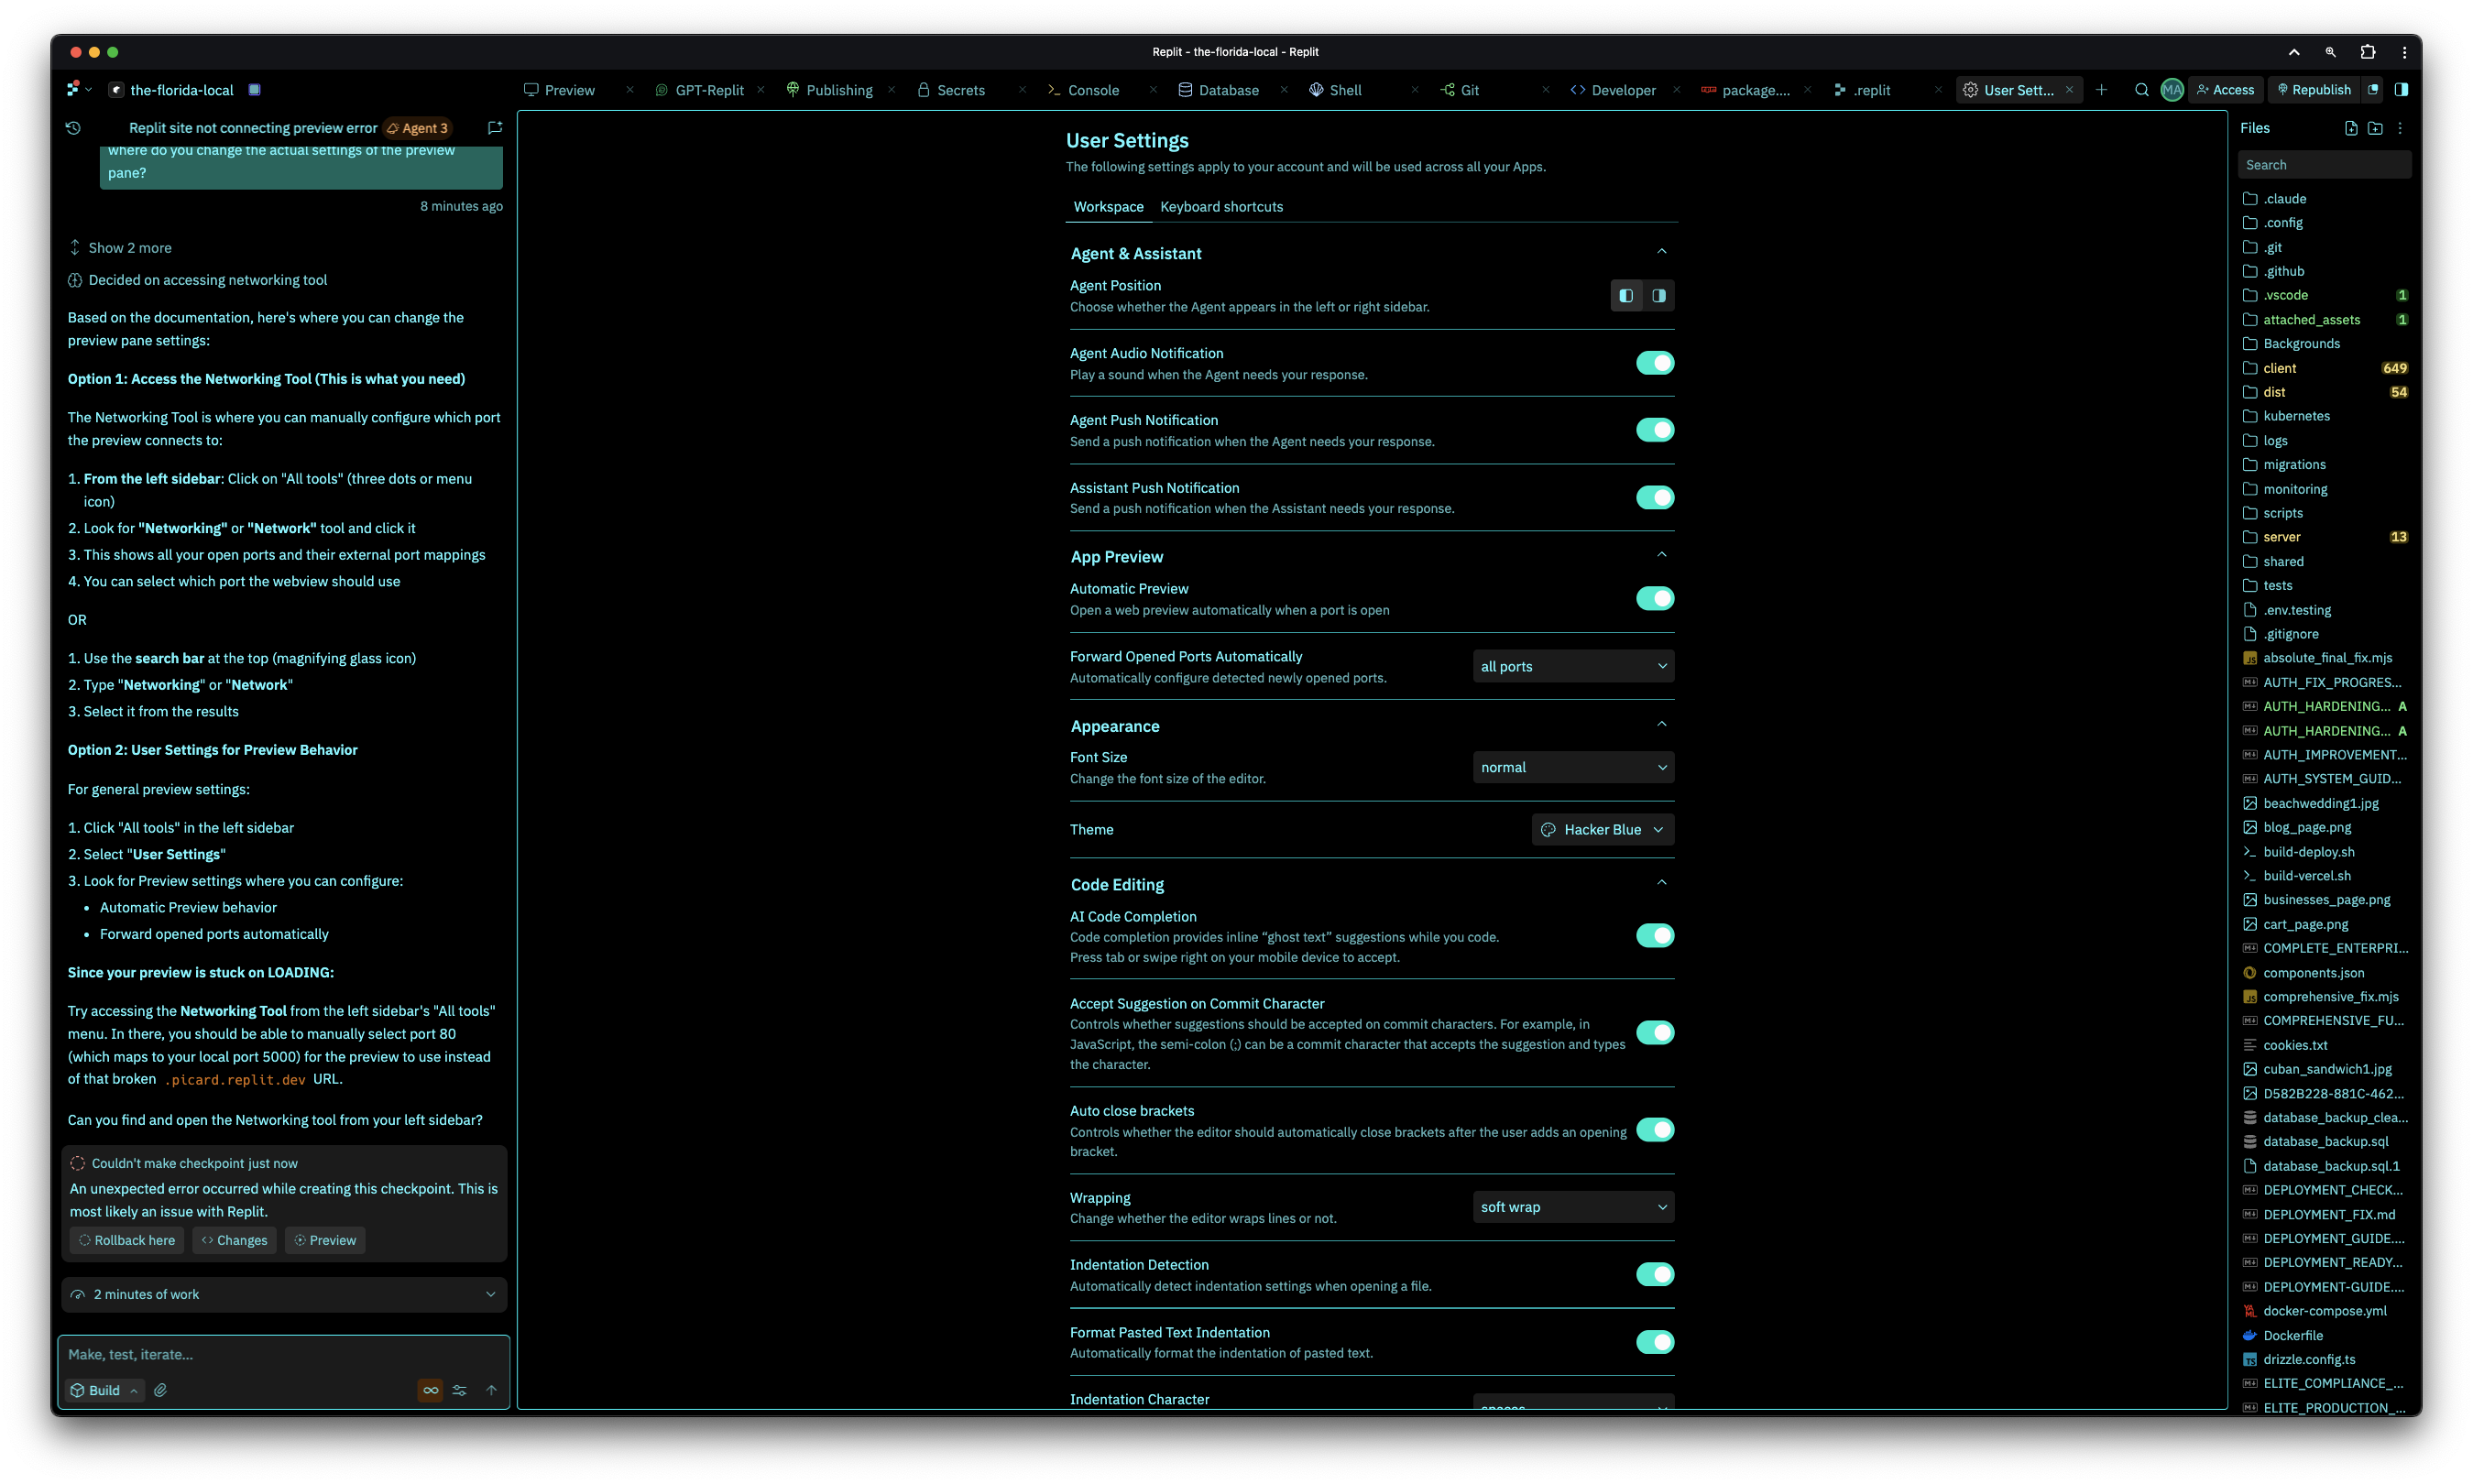 Replit - the-florida-local - Replit
the-florida-local
Preview
GPT-Replit
Publishing
Secrets
Console
Database
Shell
Git
Developer
package....
.replit
User Sett...
MA
Access
Republish
Replit site not connecting preview error
Agent 3
where do you change the actual settings of the preview
pane?
8 minutes ago
Show 2 more
Decided on accessing networking tool
Based on the documentation, here's where you can change the
preview pane settings:
Option 1: Access the Networking Tool (This is what you need)
The Networking Tool is where you can manually configure which port
the preview connects to:
1. From the left sidebar: Click on "All tools" (three dots or menu
icon)
2. Look for "Networking" or "Network" tool and click it
3. This shows all your open ports and their external port mappings
4. You can select which port the webview should use
OR
1. Use the search bar at the top (magnifying glass icon)
2. Type "Networking" or "Network"
3. Select it from the results
Option 2: User Settings for Preview Behavior
For general preview settings:
1. Click "All tools" in the left sidebar
2. Select "User Settings"
3. Look for Preview settings where you can configure:
• Automatic Preview behavior
• Forward opened ports automatically
Since your preview is stuck on LOADING:
Try accessing the Networking Tool from the left sidebar's "All tools"
menu. In there, you should be able to manually select port 80
(which maps to your local port 5000) for the preview to use instead
of that broken .picard.replit.dev URL.
Can you find and open the Networking tool from your left sidebar?
Couldn't make checkpoint just now
An unexpected error occurred while creating this checkpoint. This is
most likely an issue with Replit.
Rollback here
Changes
Preview
2 minutes of work
Make, test, iterate...
Build
User Settings
The following settings apply to your account and will be used across all your Apps.
Workspace
Keyboard shortcuts
Agent & Assistant
Agent Position
Choose whether the Agent appears in the left or right sidebar.
Agent Audio Notification
Play a sound when the Agent needs your response.
Agent Push Notification
Send a push notification when the Agent needs your response.
Assistant Push Notification
Send a push notification when the Assistant needs your response.
App Preview
Automatic Preview
Open a web preview automatically when a port is open
Forward Opened Ports Automatically
Automatically configure detected newly opened ports.
all ports
Appearance
Font Size
Change the font size of the editor.
normal
Theme
Hacker Blue
Code Editing
AI Code Completion
Code completion provides inline “ghost text” suggestions while you code.
Press tab or swipe right on your mobile device to accept.
Accept Suggestion on Commit Character
Controls whether suggestions should be accepted on commit characters. For example, in
JavaScript, the semi-colon (;) can be a commit character that accepts the suggestion and types
the character.
Auto close brackets
Controls whether the editor should automatically close brackets after the user adds an opening
bracket.
Wrapping
Change whether the editor wraps lines or not.
soft wrap
Indentation Detection
Automatically detect indentation settings when opening a file.
Format Pasted Text Indentation
Automatically format the indentation of pasted text.
Indentation Character
spaces
Files
Search
.claude
.config
.git
.github
.vscode 1
attached_assets 1
Backgrounds
client 649
dist 54
kubernetes
logs
migrations
monitoring
scripts
server 13
shared
tests
.env.testing
.gitignore
absolute_final_fix.mjs
AUTH_FIX_PROGRES...
AUTH_HARDENING... A
AUTH_HARDENING... A
AUTH_IMPROVEMENT...
AUTH_SYSTEM_GUID...
beachwedding1.jpg
blog_page.png
build-deploy.sh
build-vercel.sh
businesses_page.png
cart_page.png
COMPLETE_ENTERPRI...
components.json
comprehensive_fix.mjs
COMPREHENSIVE_FU...
cookies.txt
cuban_sandwich1.jpg
D582B228-881C-462...
database_backup_clea...
database_backup.sql
database_backup.sql.1
DEPLOYMENT_CHECK...
DEPLOYMENT_FIX.md
DEPLOYMENT_GUIDE....
DEPLOYMENT_READY...
DEPLOYMENT-GUIDE....
docker-compose.yml
Dockerfile
drizzle.config.ts
ELITE_COMPLIANCE_...
ELITE_PRODUCTION_...